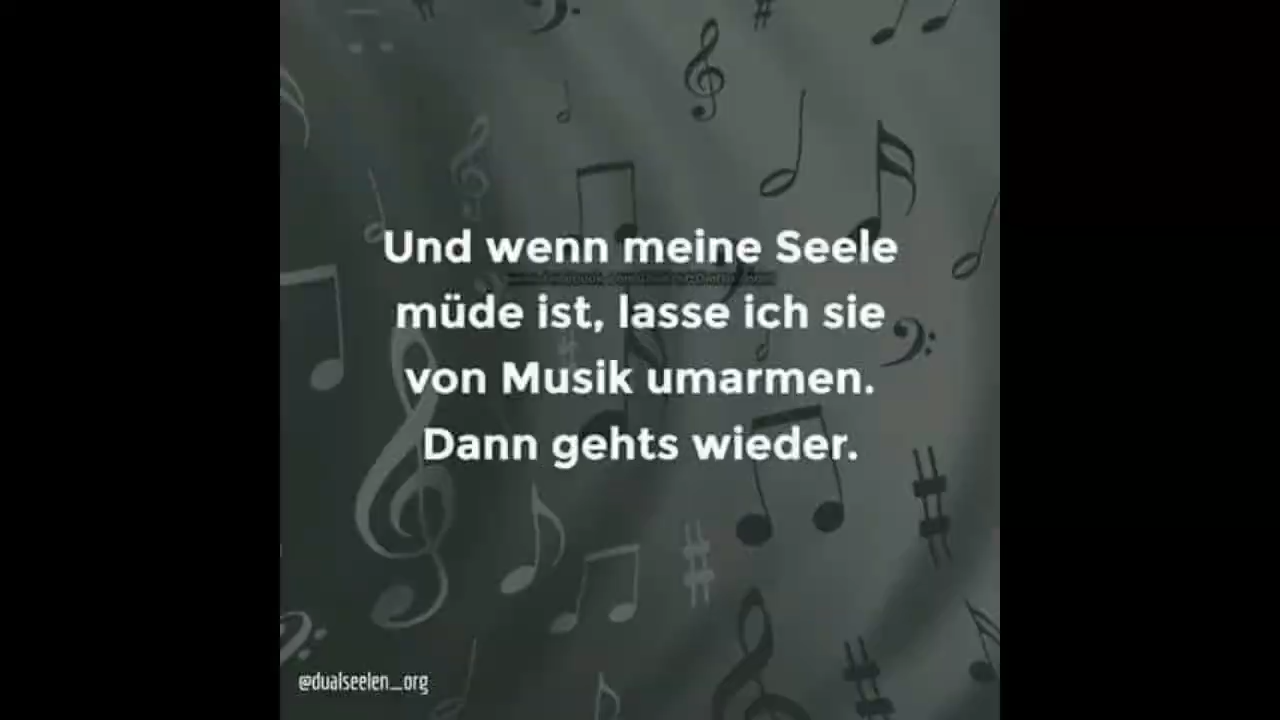 Und wenn meine Seele
müde ist, lasse ich sie
von Musik umarmen.
Dann gehts wieder.
@dualseelen_org